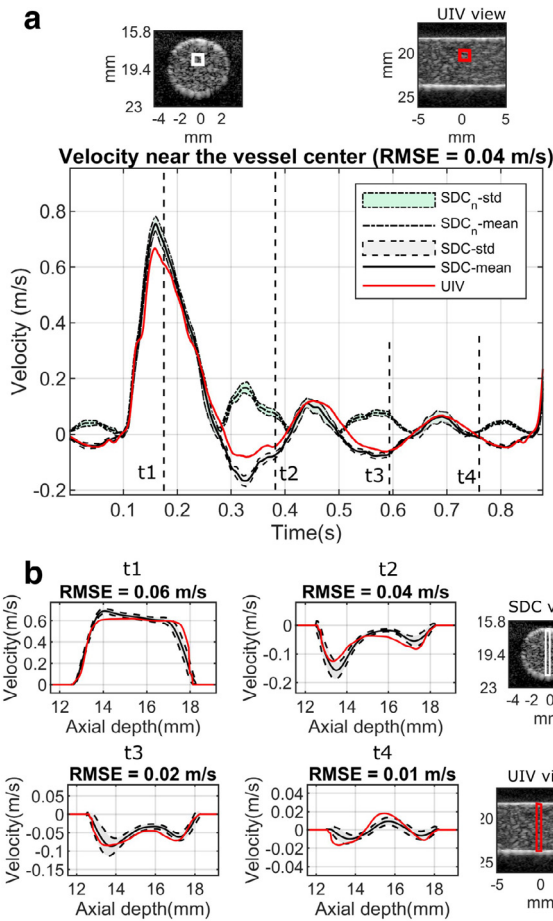 a
15.8
19.4
23
mm
-4 -2 0 2 4
mm
UIV view
20
25
mm
-5 0 5
mm
Velocity near the vessel center (RMSE = 0.04 m/s)
SDCn-std
SDCn-mean
SDC-std
SDC-mean
UIV
0.8
0.6
0.4
0.2
0
-0.2
Velocity (m/s)
t1 t2 t3 t4
0.1 0.2 0.3 0.4 0.5 0.6 0.7 0.8
Time(s)
b
t1
RMSE = 0.06 m/s
0.6
0.4
0.2
0
Velocity(m/s)
12 14 16 18
Axial depth(mm)
t2
RMSE = 0.04 m/s
0.1
0
-0.1
-0.2
Velocity(m/s)
12 14 16 18
Axial depth(mm)
SDC v
15.8
19.4
23
-4 -2 0
mm
t3
RMSE = 0.02 m/s
0.05
0
-0.05
-0.1
-0.15
Velocity(m/s)
12 14 16 18
Axial depth(mm)
t4
RMSE = 0.01 m/s
0.04
0.02
0
-0.02
-0.04
Velocity(m/s)
12 14 16 18
Axial depth(mm)
UIV view
20
25
-5 0
mm